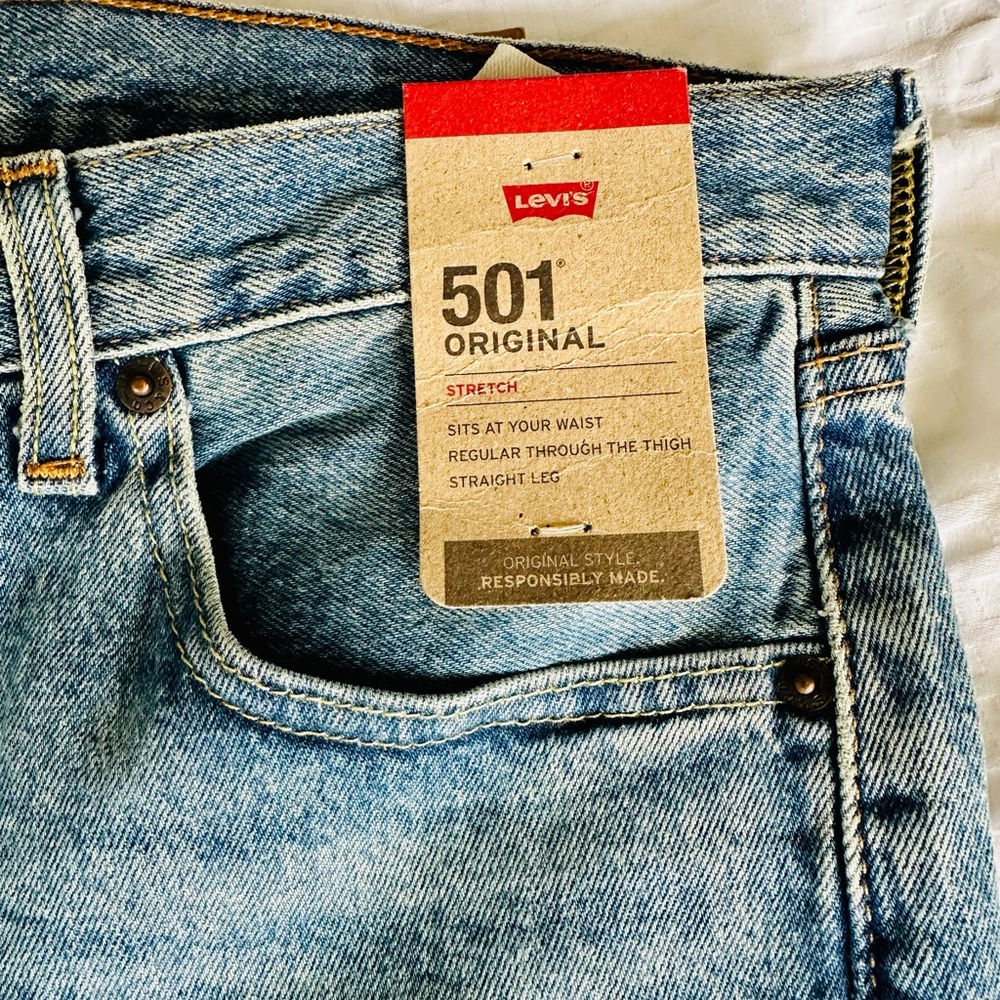 LEVI'S®
501®
ORIGINAL
STRETCH
SITS AT YOUR WAIST
REGULAR THROUGH THE THIGH
STRAIGHT LEG
ORIGINAL STYLE.
RESPONSIBLY MADE.